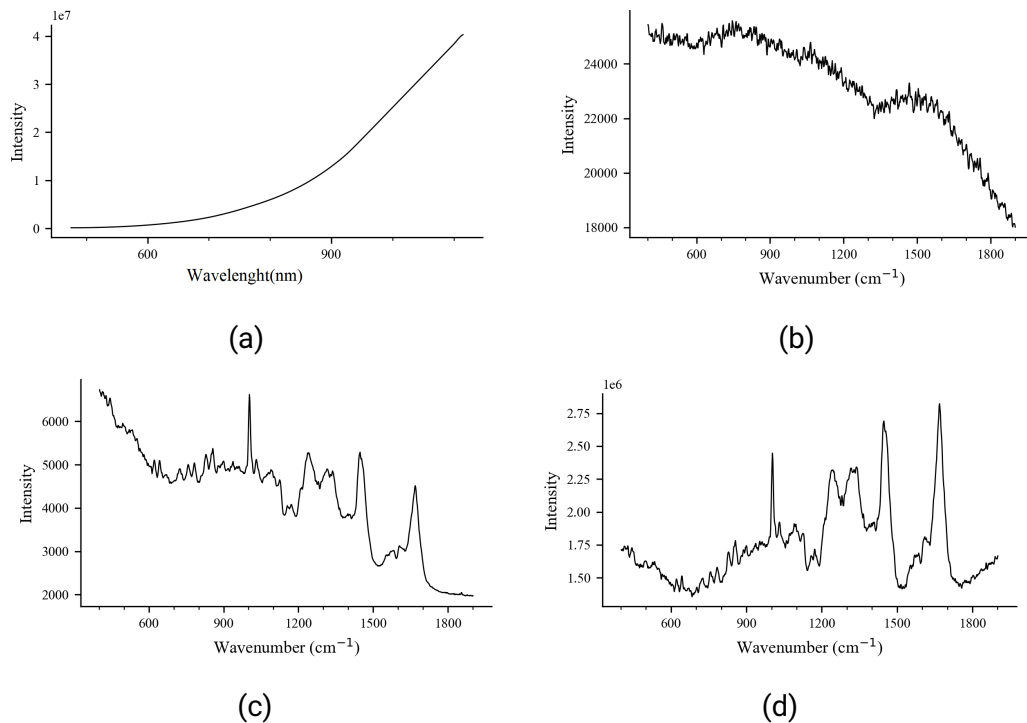 1e7
4
3
2
1
0
Intensity
600
900
Wavelenght(nm)
(a)
24000
22000
20000
18000
Intensity
600
900
1200
1500
1800
Wavenumber (cm⁻¹)
(b)
6000
5000
4000
3000
2000
Intensity
600
900
1200
1500
1800
Wavenumber (cm⁻¹)
(c)
1e6
2.75
2.50
2.25
2.00
1.75
1.50
Intensity
600
900
1200
1500
1800
Wavenumber (cm⁻¹)
(d)